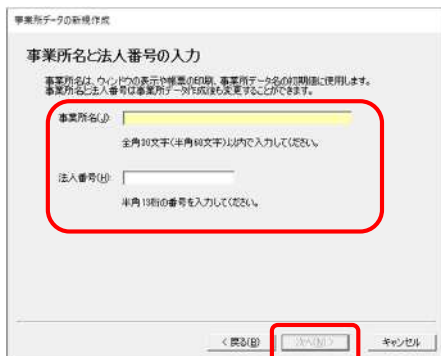 事業所データの新規作成
事業所名と法人番号の入力
事業所名は、ウィンドウの表示や帳票の印刷、事業所データ名の初期値に使用します。
事業所名と法人番号は事業所データ作成後も変更することができます。
事業所名(J):
全角30文字(半角60文字)以内で入力してください。
法人番号(H):
半角13桁の番号を入力してください。
< 戻る(B)
次へ(N) >
キャンセル